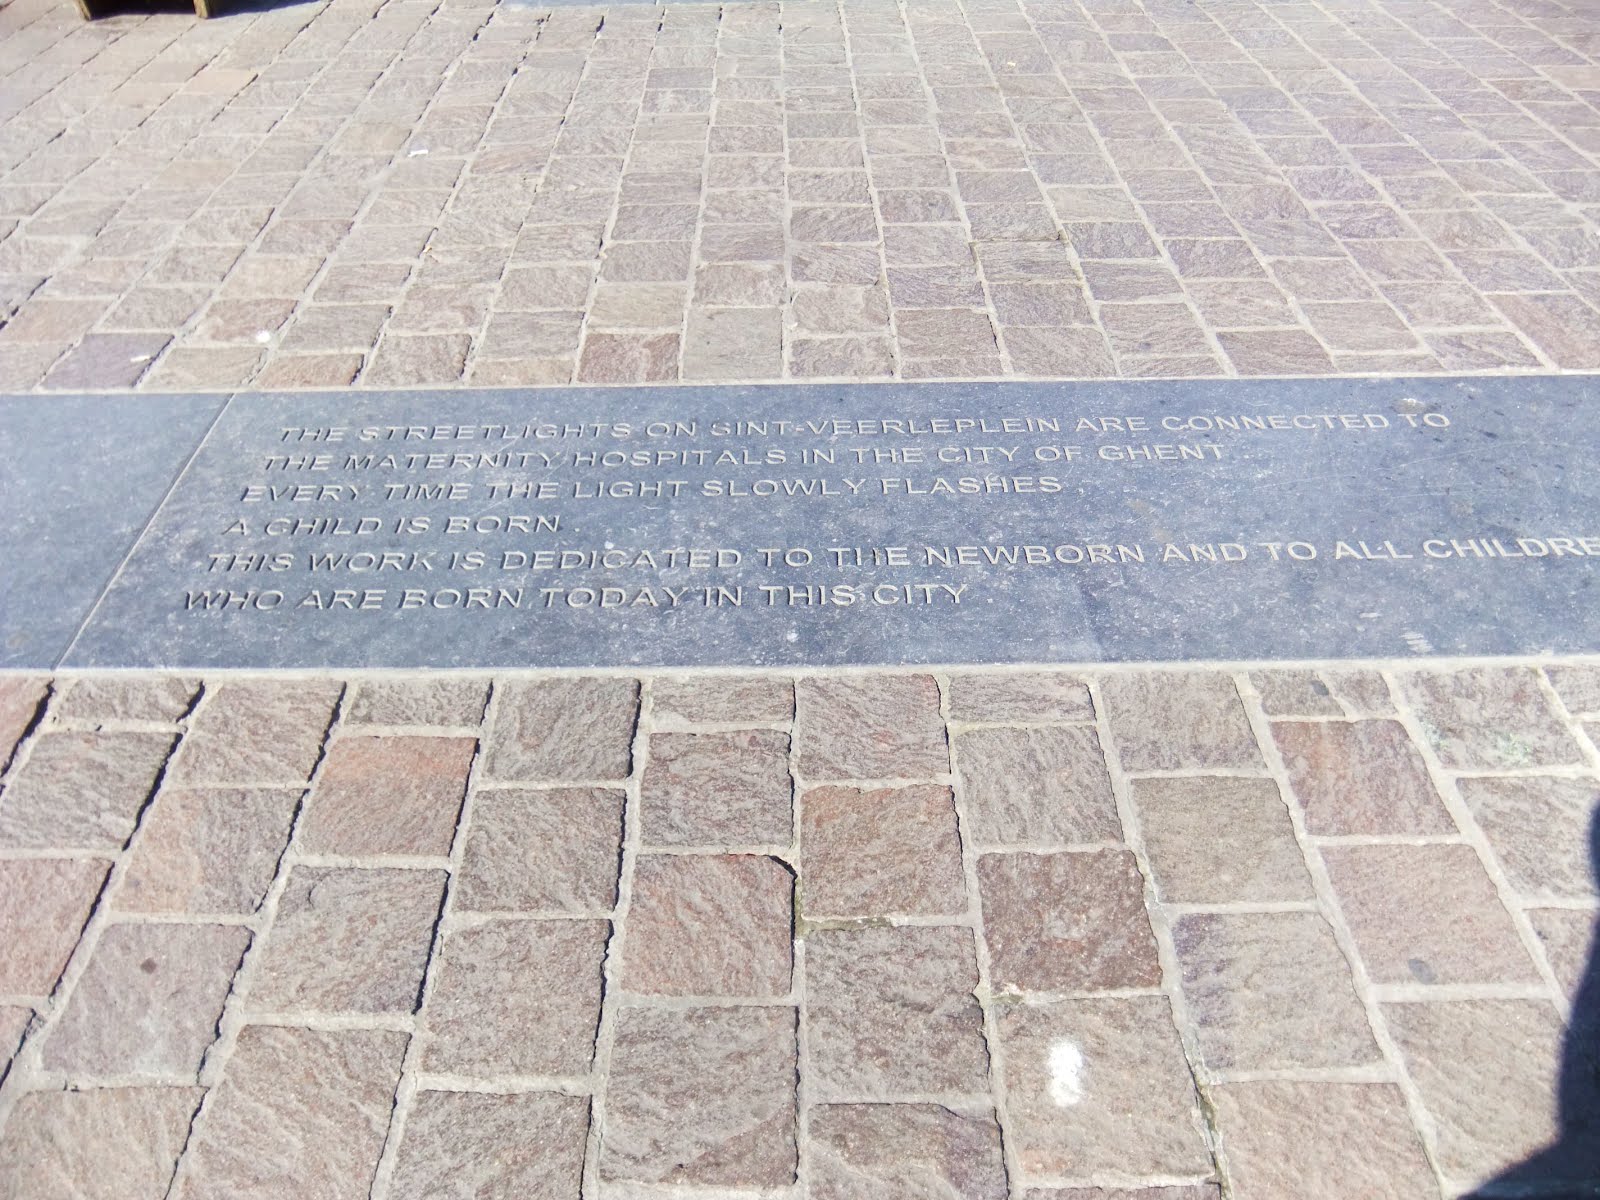 THE STREETLIGHTS ON SINT-VEERLEPLEIN ARE CONNECTED TO
THE MATERNITY HOSPITALS IN THE CITY OF GHENT .
EVERY TIME THE LIGHT SLOWLY FLASHES ,
A CHILD IS BORN .
THIS WORK IS DEDICATED TO THE NEWBORN AND TO ALL CHILDRE
WHO ARE BORN TODAY IN THIS CITY .